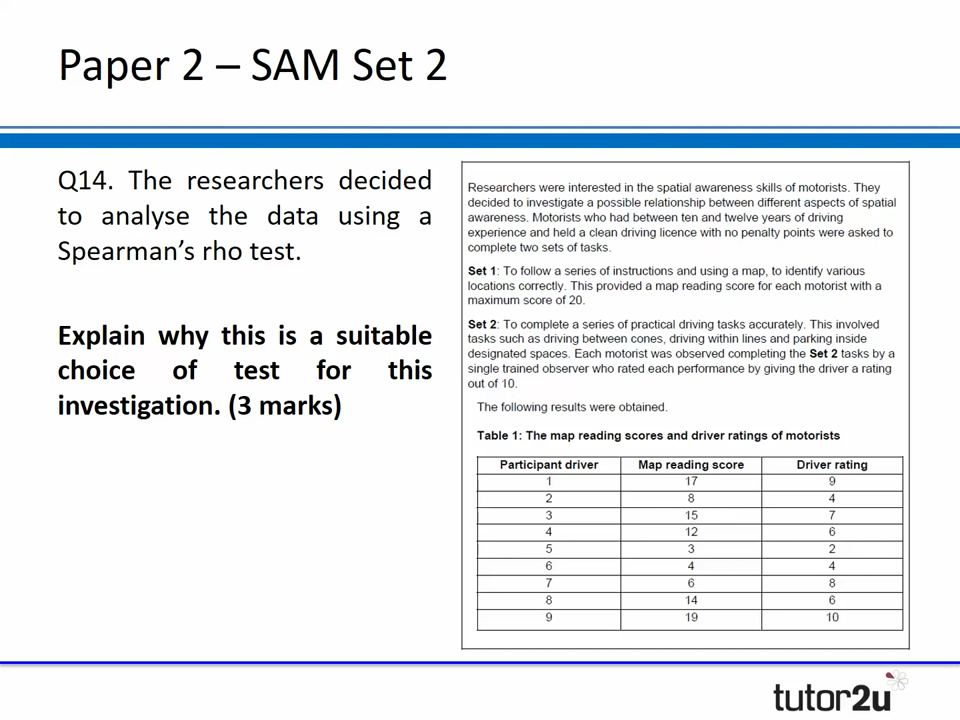 Paper 2 – SAM Set 2
Q14. The researchers decided
to analyse the data using a
Spearman's rho test.
Explain why this is a suitable
choice of test for this
investigation. (3 marks)
Researchers were interested in the spatial awareness skills of motorists. They
decided to investigate a possible relationship between different aspects of spatial
awareness. Motorists who had between ten and twelve years of driving
experience and held a clean driving licence with no penalty points were asked to
complete two sets of tasks.
Set 1: To follow a series of instructions and using a map, to identify various
locations correctly. This provided a map reading score for each motorist with a
maximum score of 20.
Set 2: To complete a series of practical driving tasks accurately. This involved
tasks such as driving between cones, driving within lines and parking inside
designated spaces. Each motorist was observed completing the Set 2 tasks by a
single trained observer who rated each performance by giving the driver a rating
out of 10.
The following results were obtained.
Table 1: The map reading scores and driver ratings of motorists
Participant driver Map reading score Driver rating
1 17 9
2 8 4
3 15 7
4 12 6
5 3 2
6 4 4
7 6 8
8 14 6
9 19 10
tutor2u